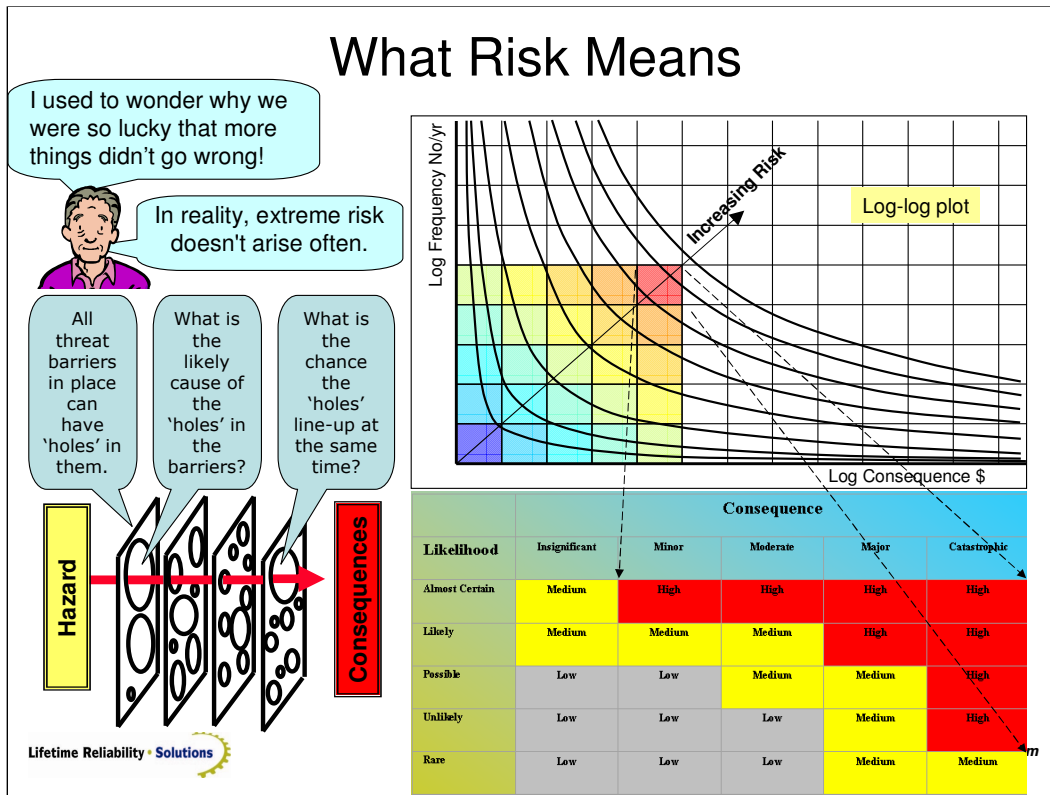 What Risk Means
I used to wonder why we
were so lucky that more
things didn't go wrong!
In reality, extreme risk
doesn't arise often.
All
threat
barriers
in place
can
have
‘holes’ in
them.
What is
the
likely
cause of
the
‘holes’ in
the
barriers?
What is
the
chance
the
‘holes’
line-up at
the same
time?
Hazard
Consequences
Lifetime Reliability • Solutions
Log Frequency No/yr
Increasing Risk
Log-log plot
Log Consequence $
Consequence
Likelihood Insignificant Minor Moderate Major Catastrophic
Almost Certain Medium High High High High
Likely Medium Medium Medium High High
Possible Low Low Medium Medium High
Unlikely Low Low Low Medium High
Rare Low Low Low Medium Medium
m